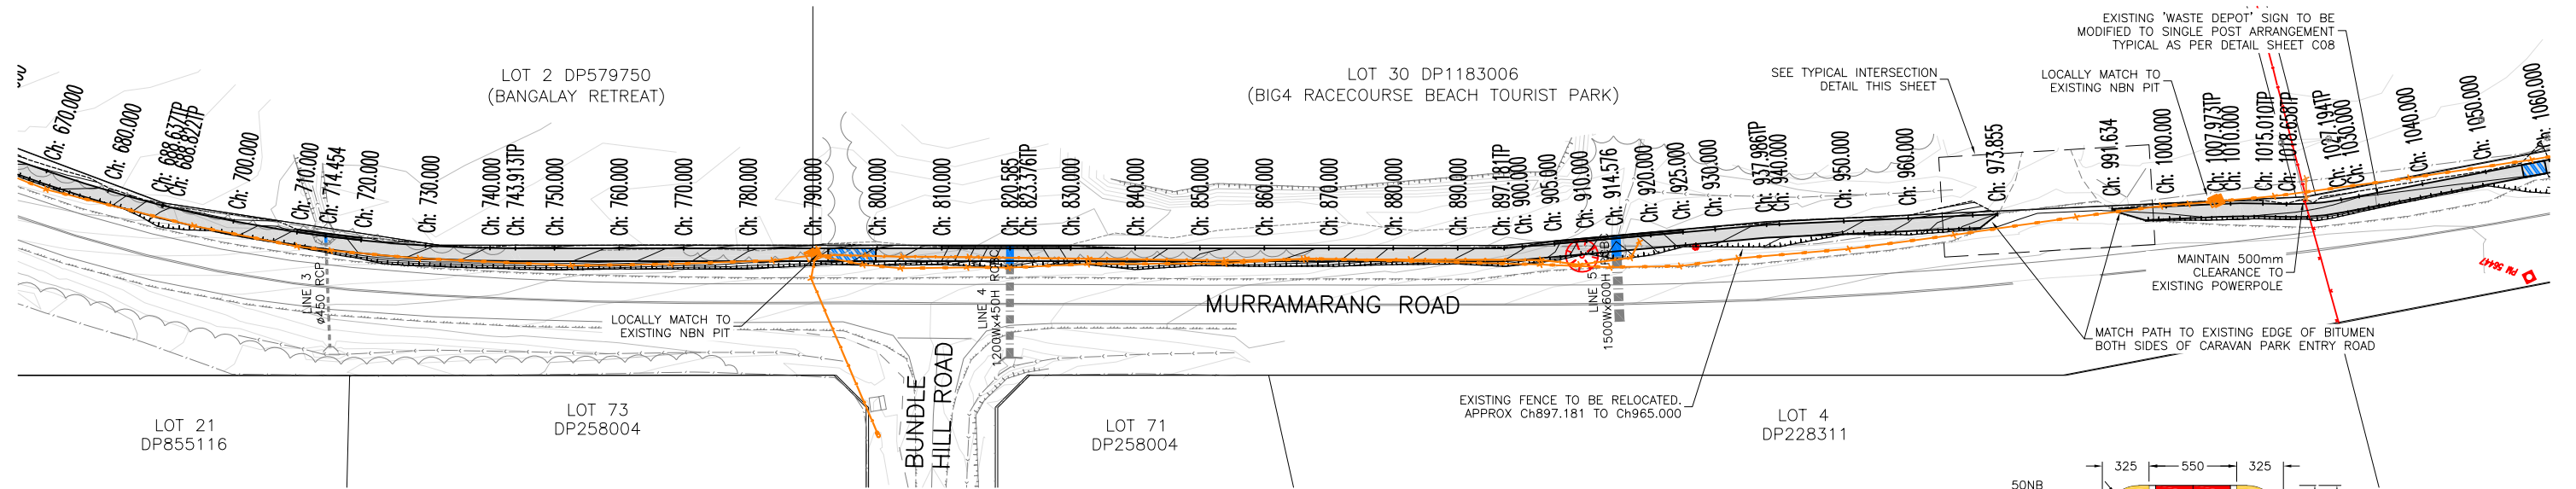 EXISTING 'WASTE DEPOT' SIGN TO BE
MODIFIED TO SINGLE POST ARRANGEMENT
TYPICAL AS PER DETAIL SHEET C08
LOT 2 DP579750
(BANGALAY RETREAT)
LOT 30 DP1183006
(BIG4 RACECOURSE BEACH TOURIST PARK)
SEE TYPICAL INTERSECTION
DETAIL THIS SHEET
LOCALLY MATCH TO
EXISTING NBN PIT
Ch: 670.000
Ch: 680.000
Ch: 688.637TP
Ch: 688.822TP
Ch: 700.000
Ch: 710.000
Ch: 714.454
Ch: 720.000
Ch: 730.000
Ch: 740.000
Ch: 743.913TP
Ch: 750.000
Ch: 760.000
Ch: 770.000
Ch: 780.000
Ch: 790.000
Ch: 800.000
Ch: 810.000
Ch: 820.585
Ch: 823.376TP
Ch: 830.000
Ch: 840.000
Ch: 850.000
Ch: 860.000
Ch: 870.000
Ch: 880.000
Ch: 890.000
Ch: 897.181TP
Ch: 900.000
Ch: 905.000
Ch: 910.000
Ch: 914.576
Ch: 920.000
Ch: 925.000
Ch: 930.000
Ch: 937.986TP
Ch: 940.000
Ch: 950.000
Ch: 960.000
Ch: 973.855
Ch: 991.634
Ch: 1000.000
Ch: 1007.973TP
Ch: 1010.000
Ch: 1015.010TP
Ch: 1018.658TP
Ch: 1027.194TP
Ch: 1030.000
Ch: 1040.000
Ch: 1050.000
Ch: 1060.000
LINE 3
Ø450 RCP
LINE 4
1200Wx450H RCBC
LINE 5
1500Wx600H RCBC
MURRAMARANG ROAD
LOCALLY MATCH TO
EXISTING NBN PIT
MAINTAIN 500mm
CLEARANCE TO
EXISTING POWERPOLE
PM 56447
MATCH PATH TO EXISTING EDGE OF BITUMEN
BOTH SIDES OF CARAVAN PARK ENTRY ROAD
BUNDLE
HILL ROAD
EXISTING FENCE TO BE RELOCATED.
APPROX Ch897.181 TO Ch965.000
LOT 21
DP855116
LOT 73
DP258004
LOT 71
DP258004
LOT 4
DP228311
325 550 325
50NB